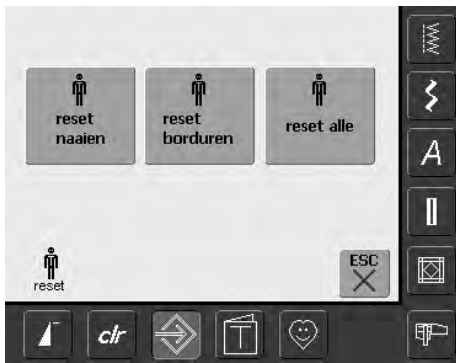 reset
naaien
reset
borduren
reset alle
A
reset
ESC
clr
T